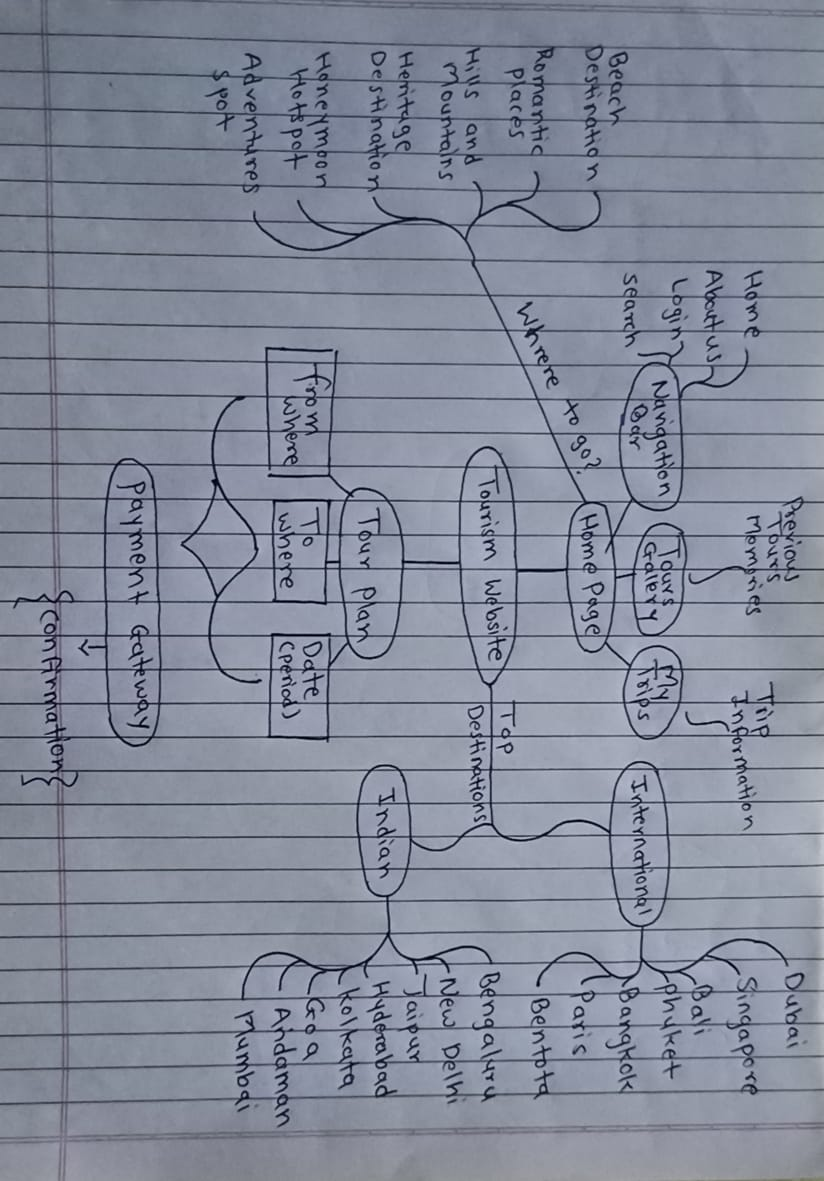 Previous
Tours
Memories
Trip
Information
Home
About us
Login
Search
Navigation
Bar
Tours
Gallery
My
Trips
Home Page
Where to go?
Beach
Destination
Romantic
places
Hills and
Mountains
Heritage
Destination
Honeymoon
Hotspot
Adventures
spot
Tourism Website
Top
Destinations
International
Dubai
Singapore
Bali
Phuket
Bangkok
Paris
Bentota
Indian
Bengaluru
New Delhi
Jaipur
Hyderabad
Kolkata
Goa
Andaman
Mumbai
Tour plan
From
where
To
where
Date
(period)
Payment Gateway
{Confirmation}